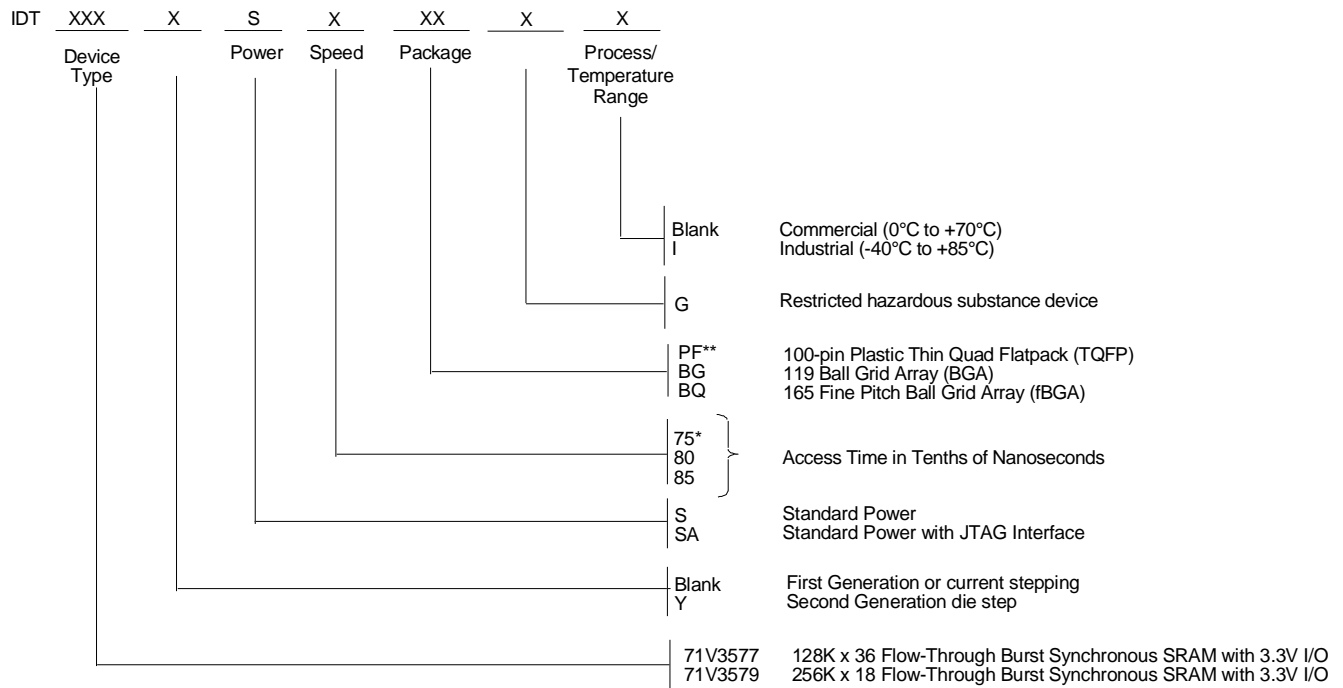 IDT XXX X S X XX X X
Device Type Power Speed Package Process/ Temperature Range
Blank Commercial (0°C to +70°C)
I Industrial (-40°C to +85°C)
G Restricted hazardous substance device
PF** 100-pin Plastic Thin Quad Flatpack (TQFP)
BG 119 Ball Grid Array (BGA)
BQ 165 Fine Pitch Ball Grid Array (fBGA)
75*
80 Access Time in Tenths of Nanoseconds
85
S Standard Power
SA Standard Power with JTAG Interface
Blank First Generation or current stepping
Y Second Generation die step
71V3577 128K x 36 Flow-Through Burst Synchronous SRAM with 3.3V I/O
71V3579 256K x 18 Flow-Through Burst Synchronous SRAM with 3.3V I/O